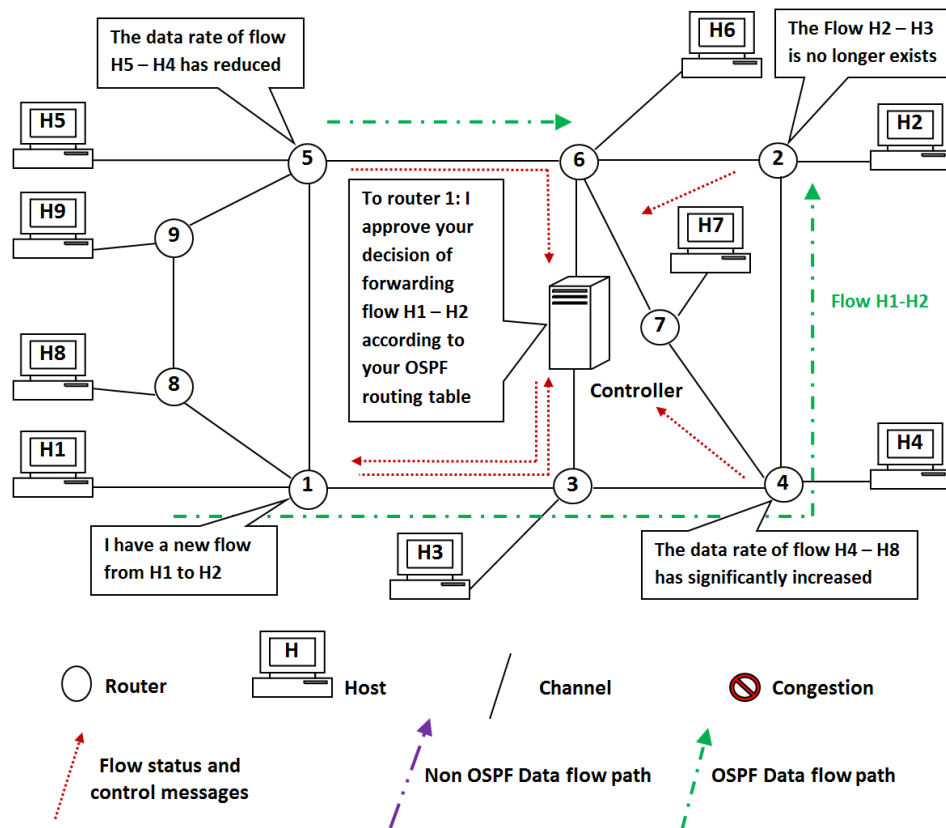 The data rate of flow
H5 – H4 has reduced
H6
The Flow H2 – H3
is no longer exists
H5
H2
5
6
2
H9
To router 1: I
approve your
decision of
forwarding
flow H1 – H2
according to
your OSPF
routing table
H7
9
Flow H1-H2
7
H8
8
Controller
H1
H4
1
3
4
I have a new flow
from H1 to H2
H3
The data rate of flow H4 – H8
has significantly increased
H
Router
Host
Channel
Congestion
Flow status and
control messages
Non OSPF Data flow path
OSPF Data flow path